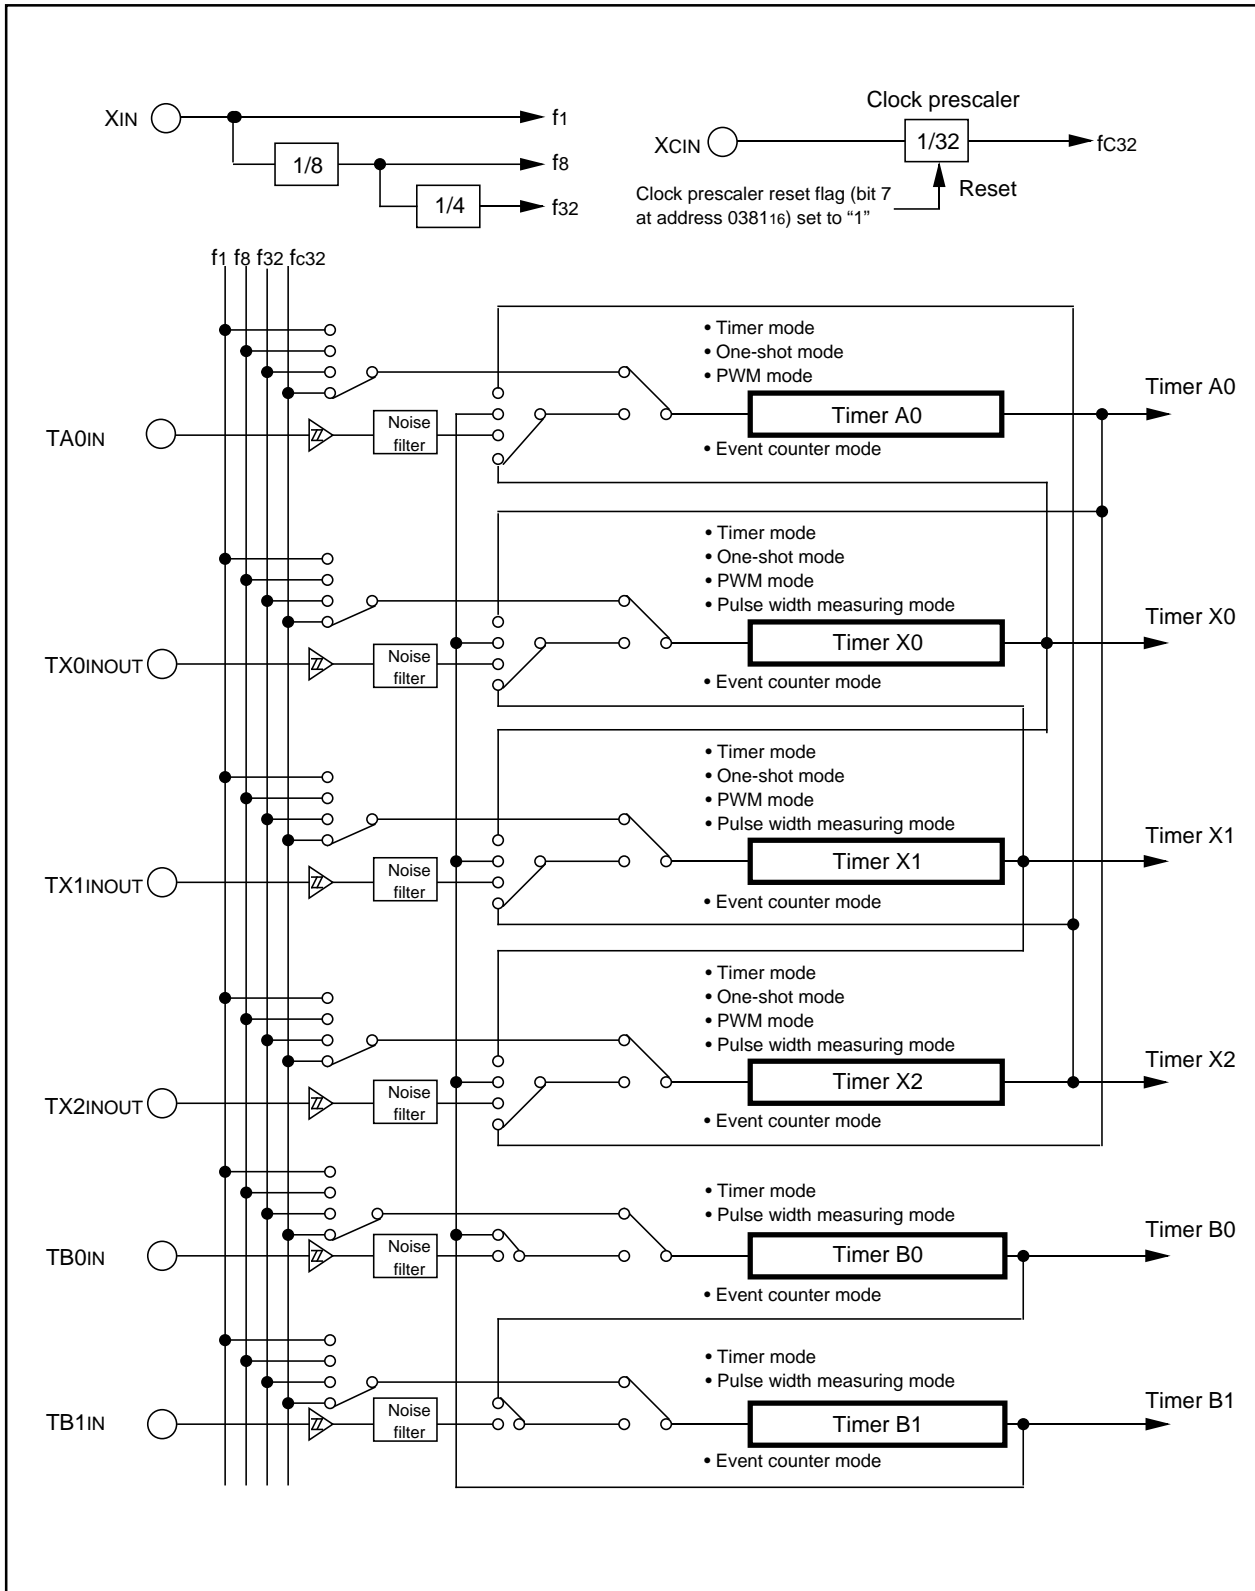 XIN
f1
1/8
f8
1/4
f32
Clock prescaler
XCIN
1/32
fC32
Clock prescaler reset flag (bit 7
at address 038116) set to “1”
Reset
f1 f8 f32 fc32
• Timer mode
• One-shot mode
• PWM mode
Timer A0
TA0IN
Noise
filter
Timer A0
• Event counter mode
• Timer mode
• One-shot mode
• PWM mode
• Pulse width measuring mode
Timer X0
TX0INOUT
Noise
filter
Timer X0
• Event counter mode
• Timer mode
• One-shot mode
• PWM mode
• Pulse width measuring mode
Timer X1
TX1INOUT
Noise
filter
Timer X1
• Event counter mode
• Timer mode
• One-shot mode
• PWM mode
• Pulse width measuring mode
Timer X2
TX2INOUT
Noise
filter
Timer X2
• Event counter mode
• Timer mode
• Pulse width measuring mode
Timer B0
TB0IN
Noise
filter
Timer B0
• Event counter mode
• Timer mode
• Pulse width measuring mode
Timer B1
TB1IN
Noise
filter
Timer B1
• Event counter mode